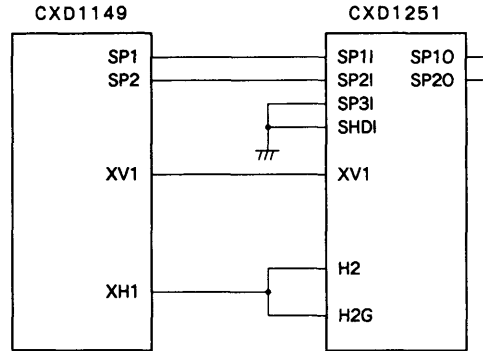 CXD1149 CXD1251
SP1 SP1I SP1O
SP2 SP2I SP2O
SP3I
SHDI
XV1 XV1
H2
XH1
H2G